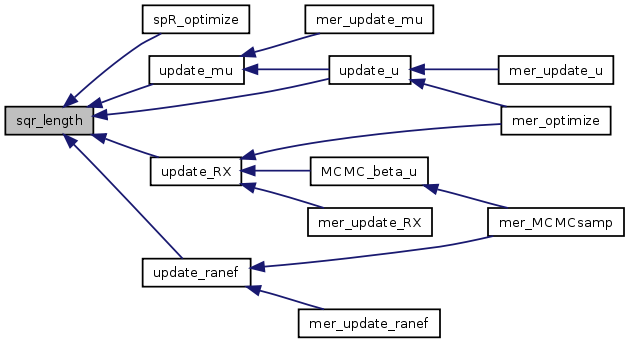 spR_optimize
mer_update_mu
update_mu
update_u
mer_update_u
sqr_length
mer_optimize
update_RX
MCMC_beta_u
mer_update_RX
mer_MCMCsamp
update_ranef
mer_update_ranef